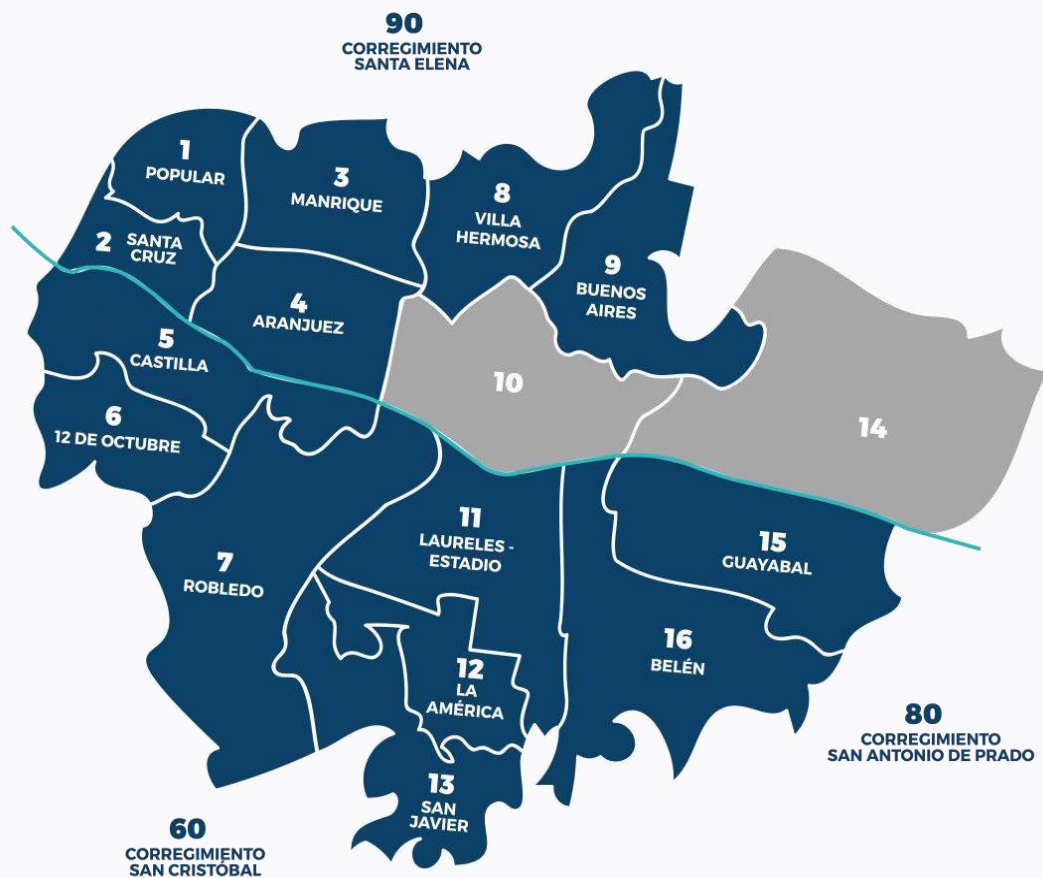 90
CORREGIMIENTO
SANTA ELENA
1
POPULAR
3
MANRIQUE
8
VILLA
HERMOSA
2 SANTA
CRUZ
9
BUENOS
AIRES
4
ARANJUEZ
5
CASTILLA
10
6
12 DE OCTUBRE
14
11
LAURELES -
ESTADIO
15
GUAYABAL
7
ROBLEDO
16
BELÉN
12
LA
AMÉRICA
80
CORREGIMIENTO
SAN ANTONIO DE PRADO
13
SAN
JAVIER
60
CORREGIMIENTO
SAN CRISTÓBAL